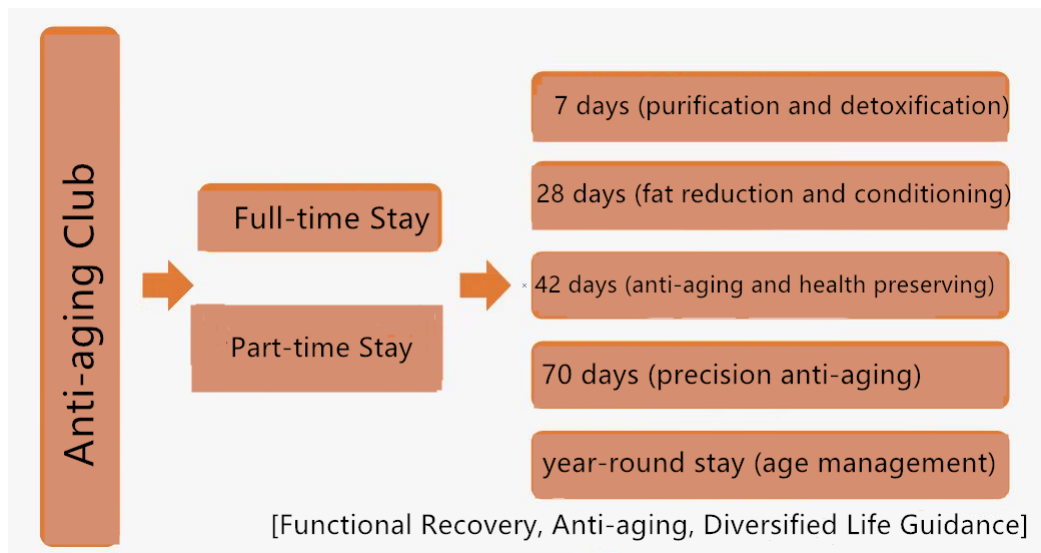 Anti-aging Club
Full-time Stay
Part-time Stay
7 days (purification and detoxification)
28 days (fat reduction and conditioning)
42 days (anti-aging and health preserving)
70 days (precision anti-aging)
year-round stay (age management)
[Functional Recovery, Anti-aging, Diversified Life Guidance]